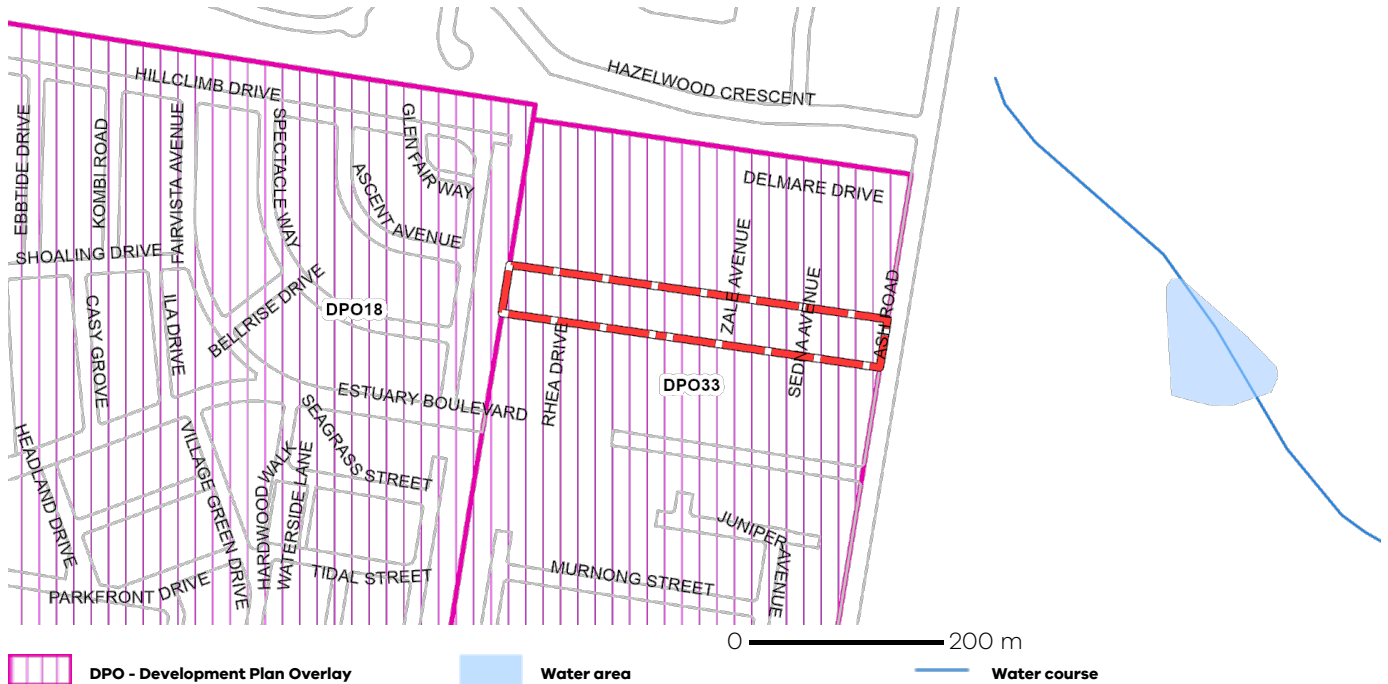 HAZELWOOD CRESCENT
HILLCLIMB DRIVE
EBBTIDE DRIVE
KOMBI ROAD
FAIRVISTA AVENUE
SPECTACLE WAY
GLENFAIR WAY
ASCENT AVENUE
DELMARE DRIVE
SHOALING DRIVE
ZALE AVENUE
SEDNA AVENUE
ASH ROAD
CASY GROVE
ILA DRIVE
BELLRISE DRIVE
DPO18
RHEA DRIVE
DPO33
ESTUARY BOULEVARD
SEAGRASS STREET
HEADLAND DRIVE
VILLAGE GREEN DRIVE
HARDWOOD WALK
WATERSIDE LANE
TIDAL STREET
PARKFRONT DRIVE
JUNIPER AVENUE
MURNONG STREET
0 200 m
DPO - Development Plan Overlay
Water area
Water course